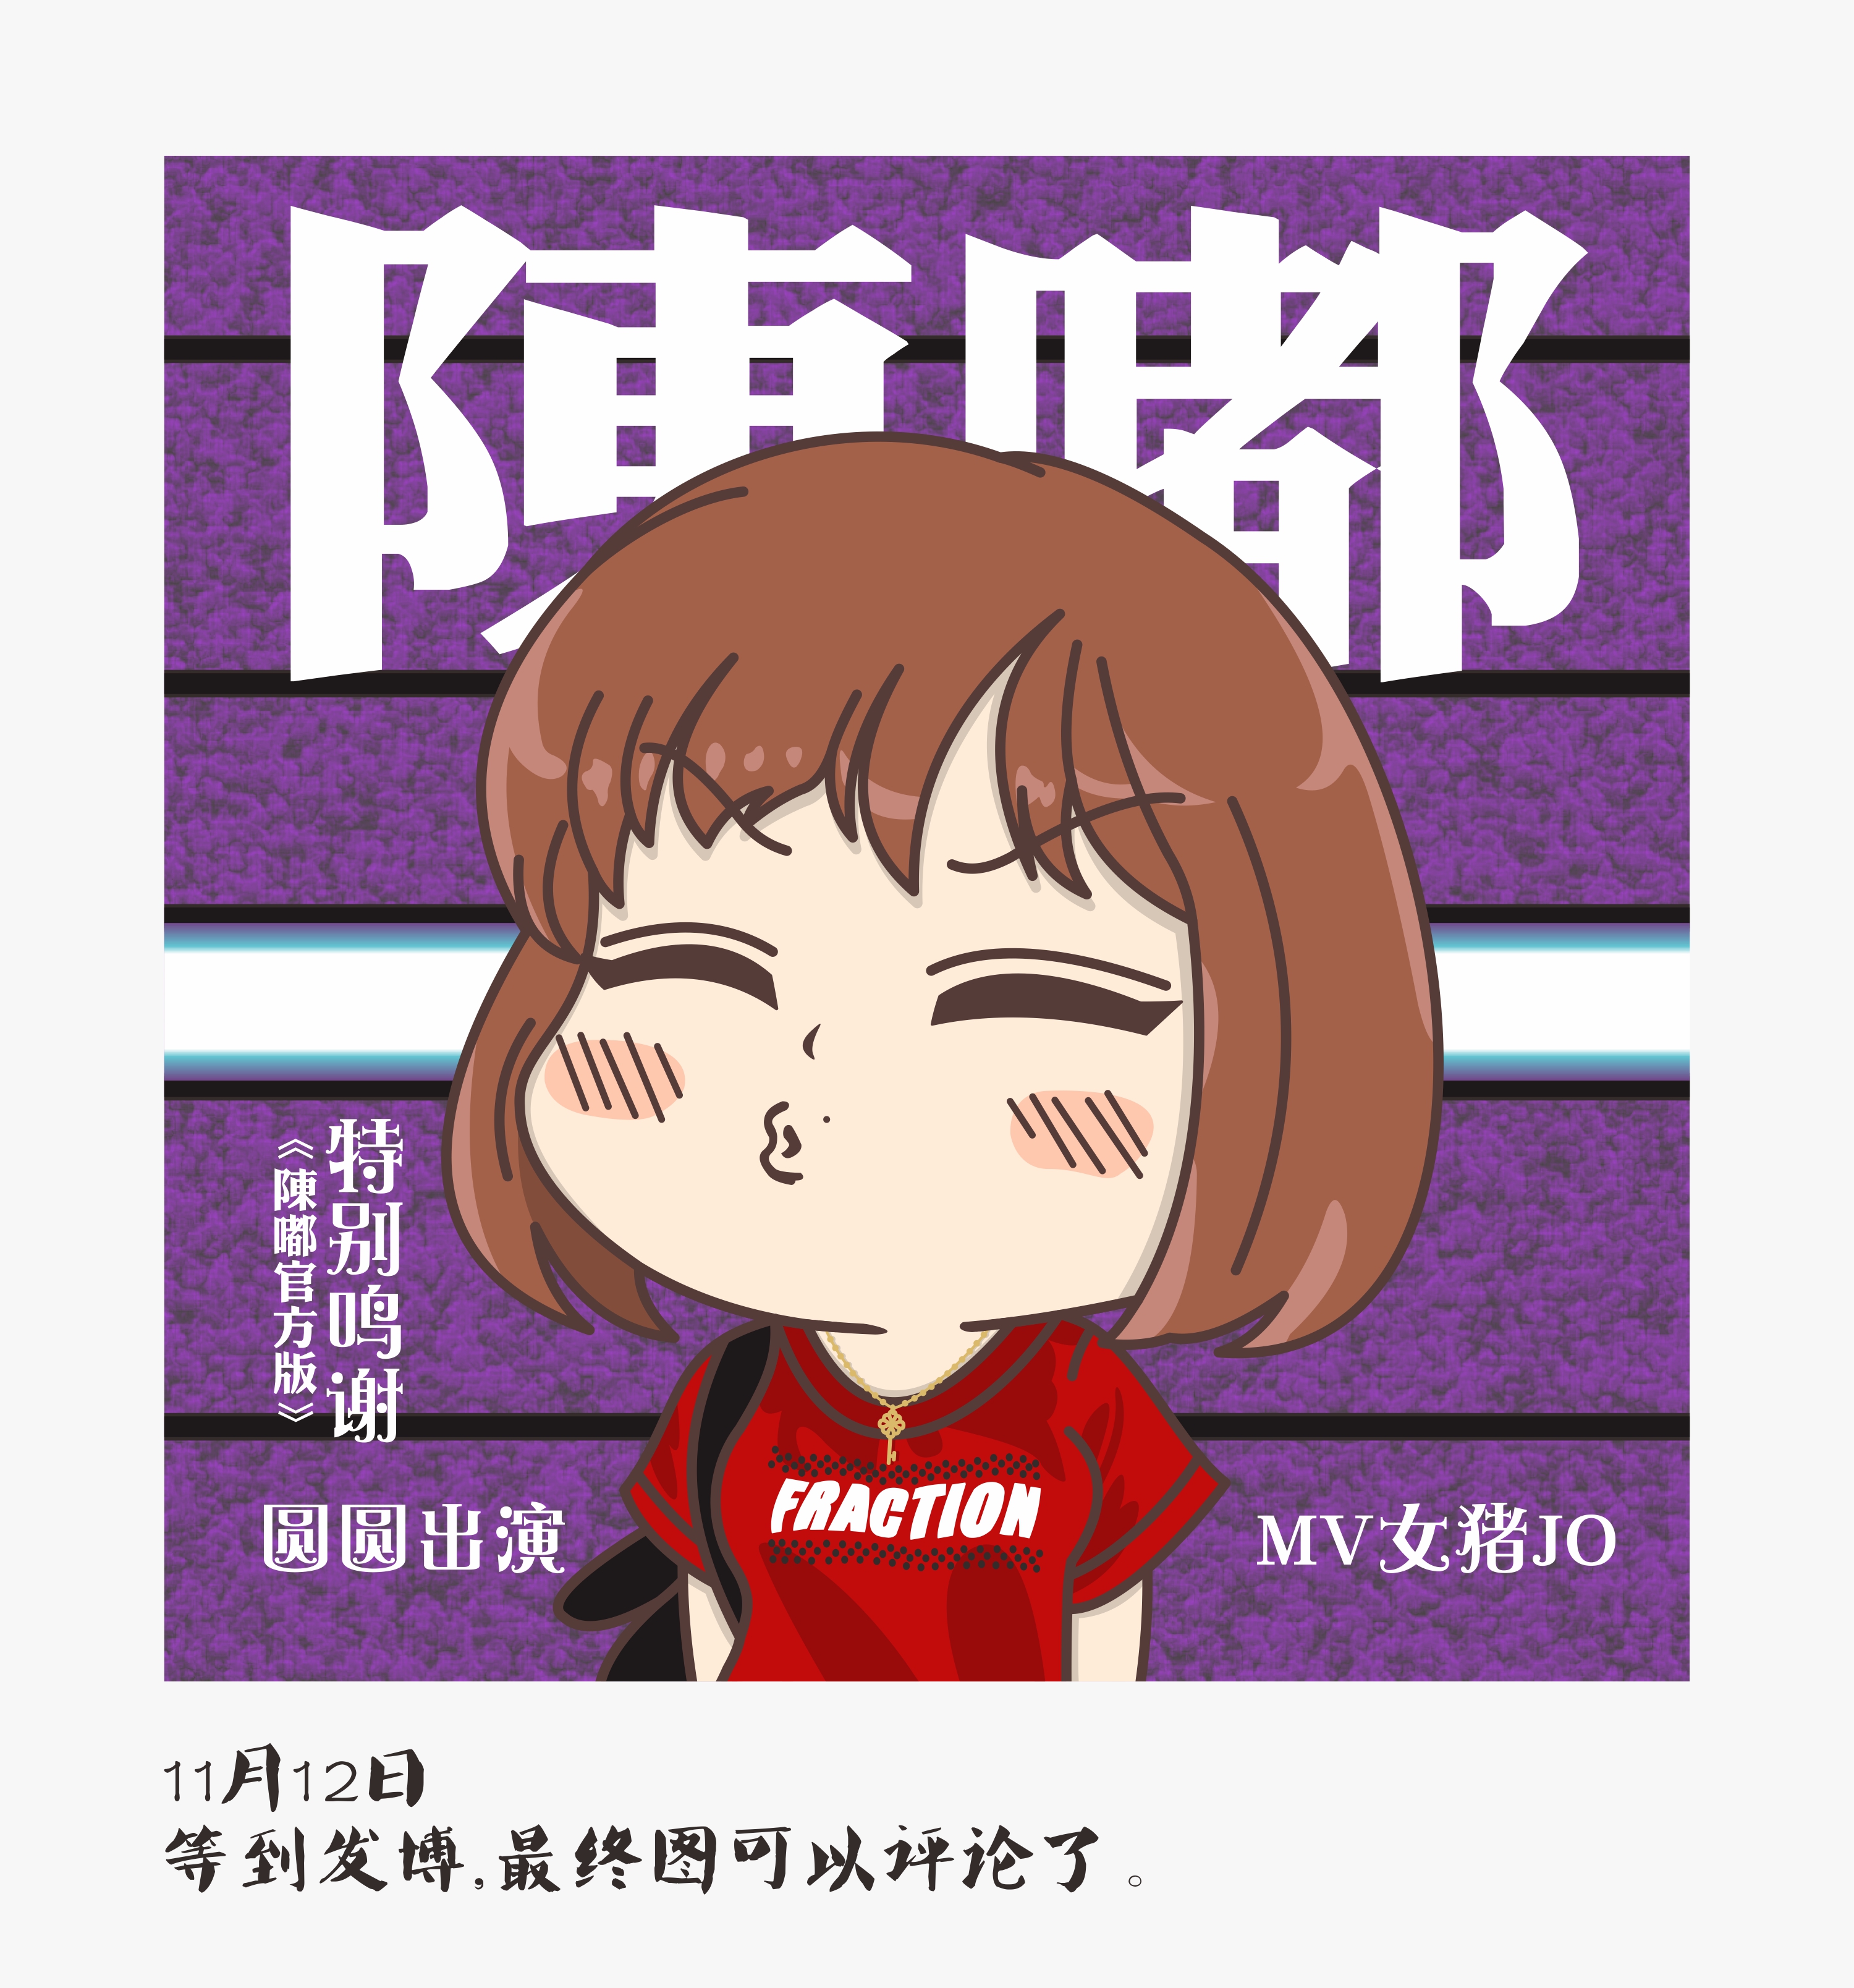 陳嘟
特别鸣谢
《陳嘟官方版》
FRACTION
圆圆出演
MV女猪JO
11月12日
等到发博,最终图可以评论了。